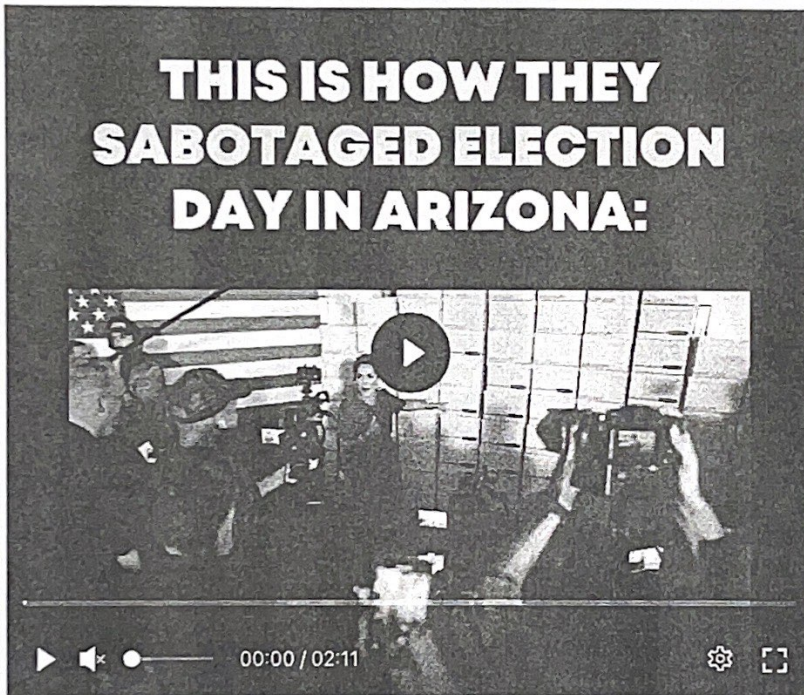 THIS IS HOW THEY
SABOTAGED ELECTION
DAY IN ARIZONA:
00:00 / 02:11